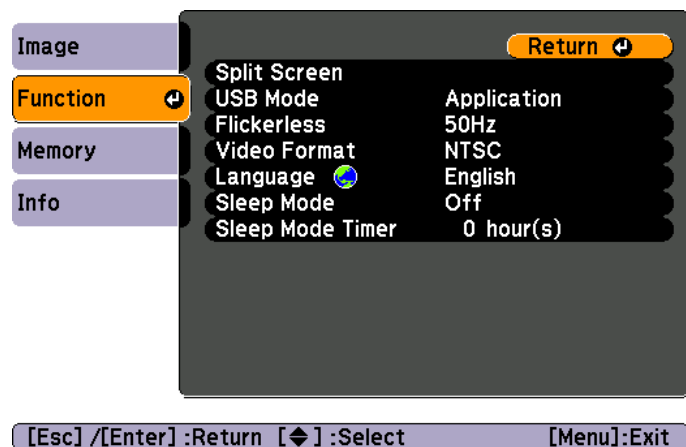 Image
Function
Memory
Info
Return
Split Screen
USB Mode Application
Flickerless 50Hz
Video Format NTSC
Language English
Sleep Mode Off
Sleep Mode Timer 0 hour(s)
[Esc] /[Enter] :Return [◆] :Select [Menu]:Exit